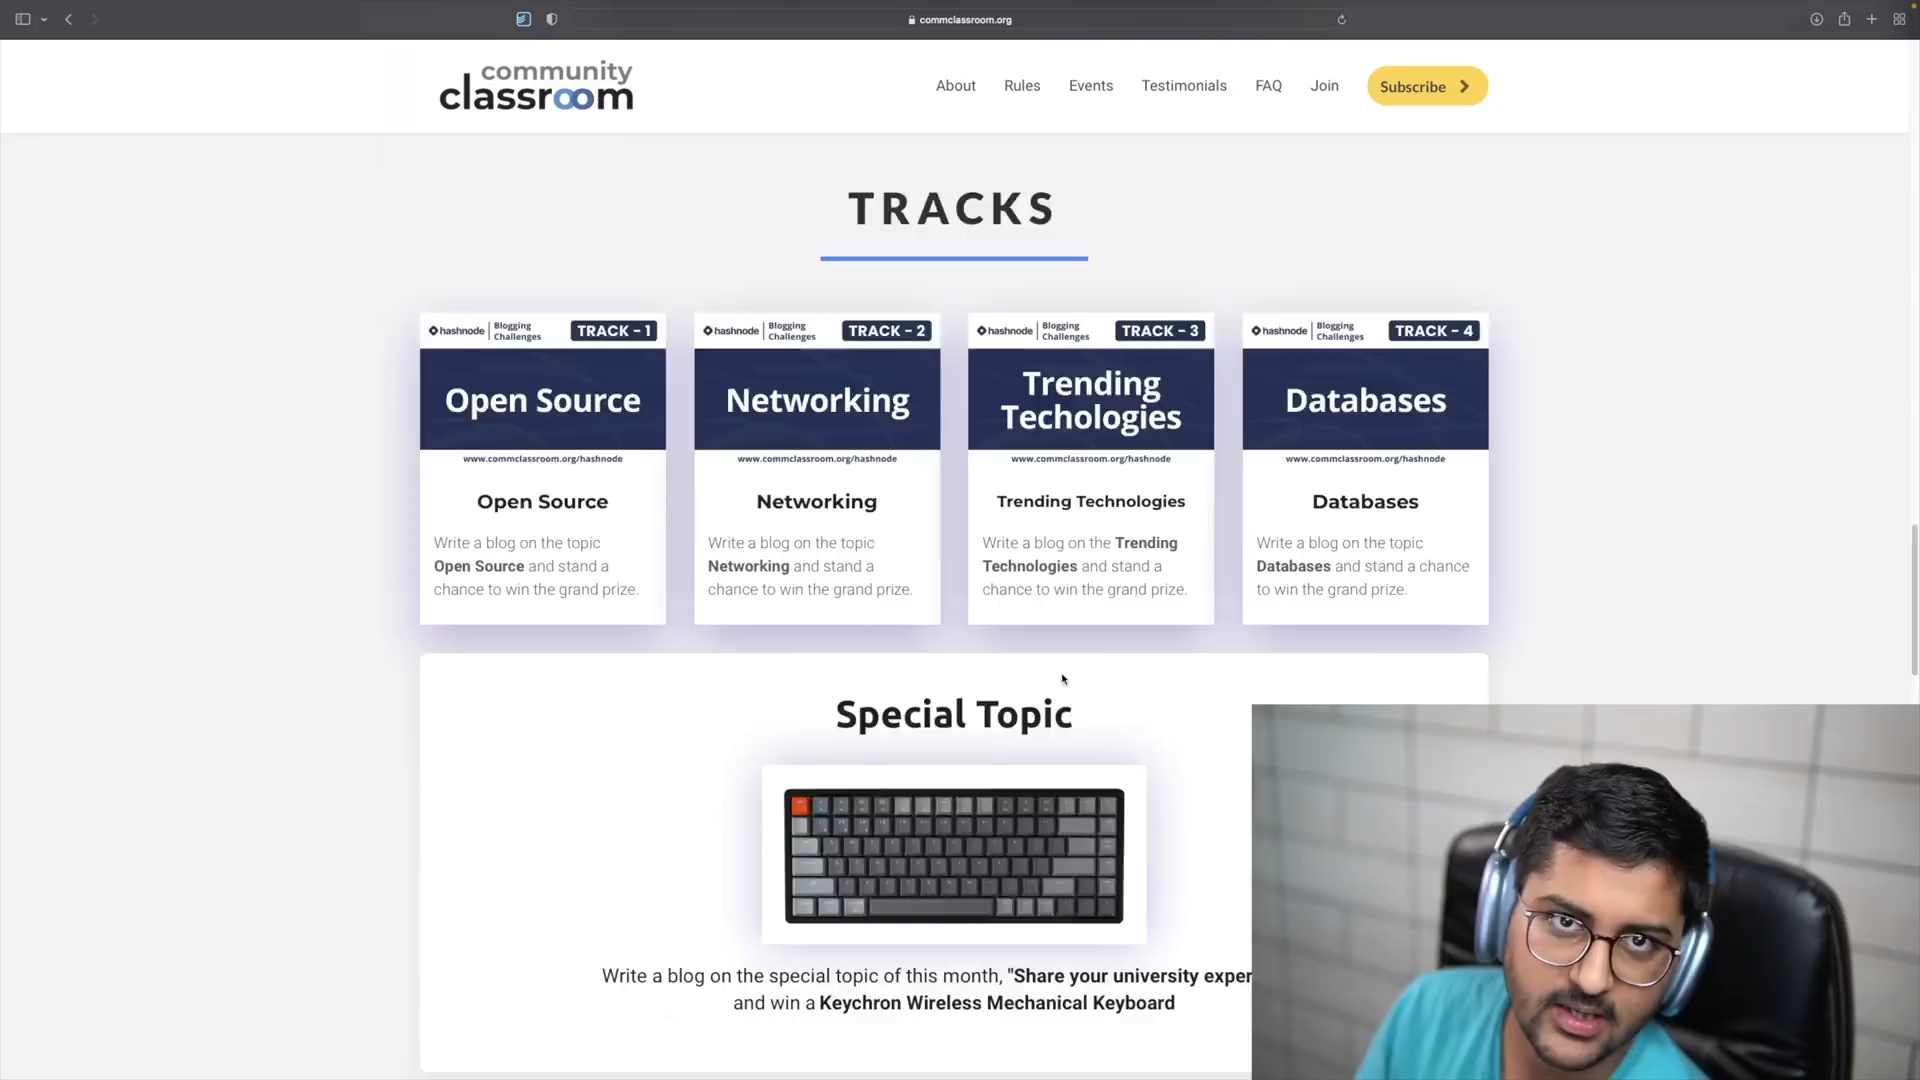 commclassroom.org
community
classroom
About
Rules
Events
Testimonials
FAQ
Join
Subscribe
TRACKS
hashnode
Blogging
Challenges
TRACK - 1
Open Source
www.commclassroom.org/hashnode
Open Source
Write a blog on the topic
Open Source and stand a
chance to win the grand prize.
hashnode
Blogging
Challenges
TRACK - 2
Networking
www.commclassroom.org/hashnode
Networking
Write a blog on the topic
Networking and stand a
chance to win the grand prize.
hashnode
Blogging
Challenges
TRACK - 3
Trending
Techologies
www.commclassroom.org/hashnode
Trending Technologies
Write a blog on the Trending
Technologies and stand a
chance to win the grand prize.
hashnode
Blogging
Challenges
TRACK - 4
Databases
www.commclassroom.org/hashnode
Databases
Write a blog on the topic
Databases and stand a chance
to win the grand prize.
Special Topic
Write a blog on the special topic of this month, "Share your university exper
and win a Keychron Wireless Mechanical Keyboard